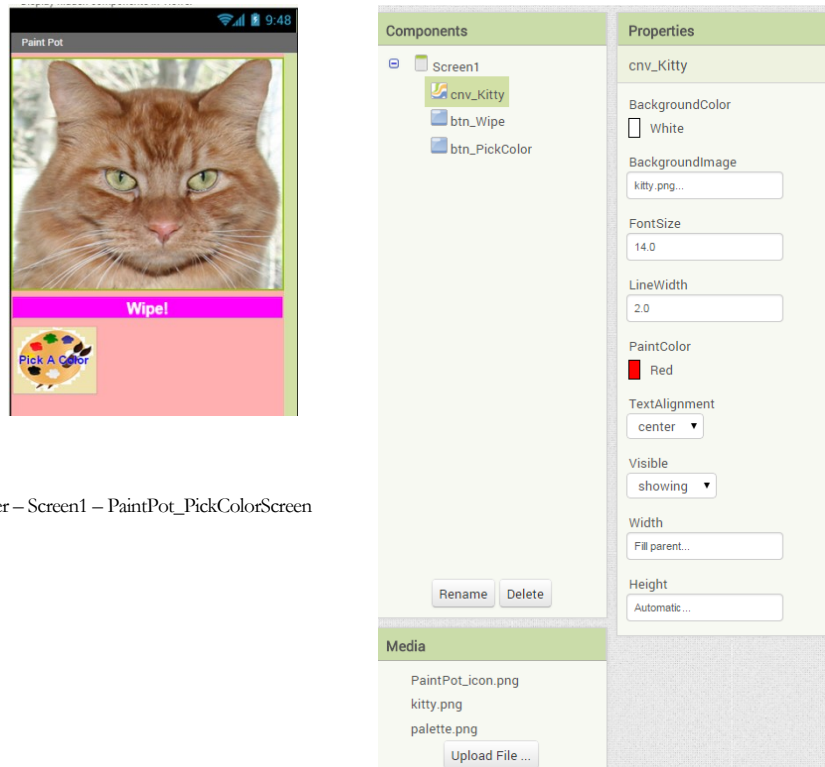 9:48
Paint Pot
Wipe!
Pick A Color
er – Screen1 – PaintPot_PickColorScreen
Components
Screen1
cnv_Kitty
btn_Wipe
btn_PickColor
Rename Delete
Media
PaintPot_icon.png
kitty.png
palette.png
Upload File ...
Properties
cnv_Kitty
BackgroundColor
White
BackgroundImage
kitty.png...
FontSize
14.0
LineWidth
2.0
PaintColor
Red
TextAlignment
center
Visible
showing
Width
Fill parent...
Height
Automatic...